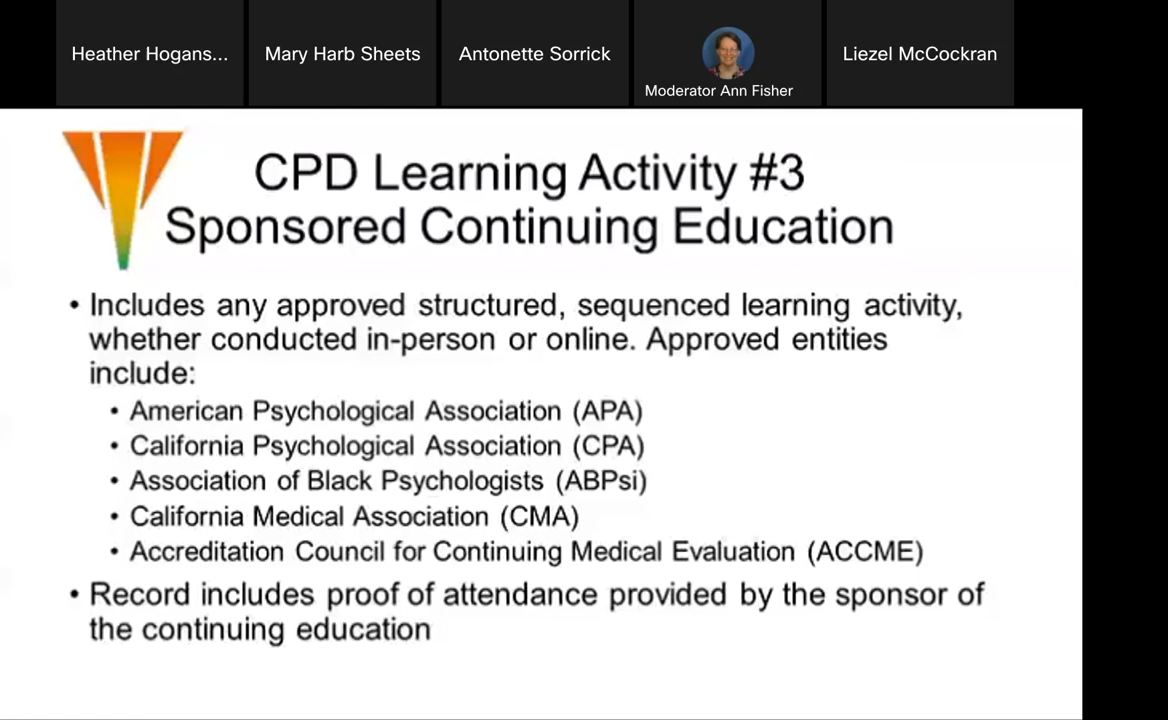 Heather Hogans...
Mary Harb Sheets
Antonette Sorrick
Moderator Ann Fisher
Liezel McCockran
CPD Learning Activity #3
Sponsored Continuing Education
• Includes any approved structured, sequenced learning activity,
whether conducted in-person or online. Approved entities
include:
• American Psychological Association (APA)
• California Psychological Association (CPA)
• Association of Black Psychologists (ABPsi)
• California Medical Association (CMA)
• Accreditation Council for Continuing Medical Evaluation (ACCME)
• Record includes proof of attendance provided by the sponsor of
the continuing education